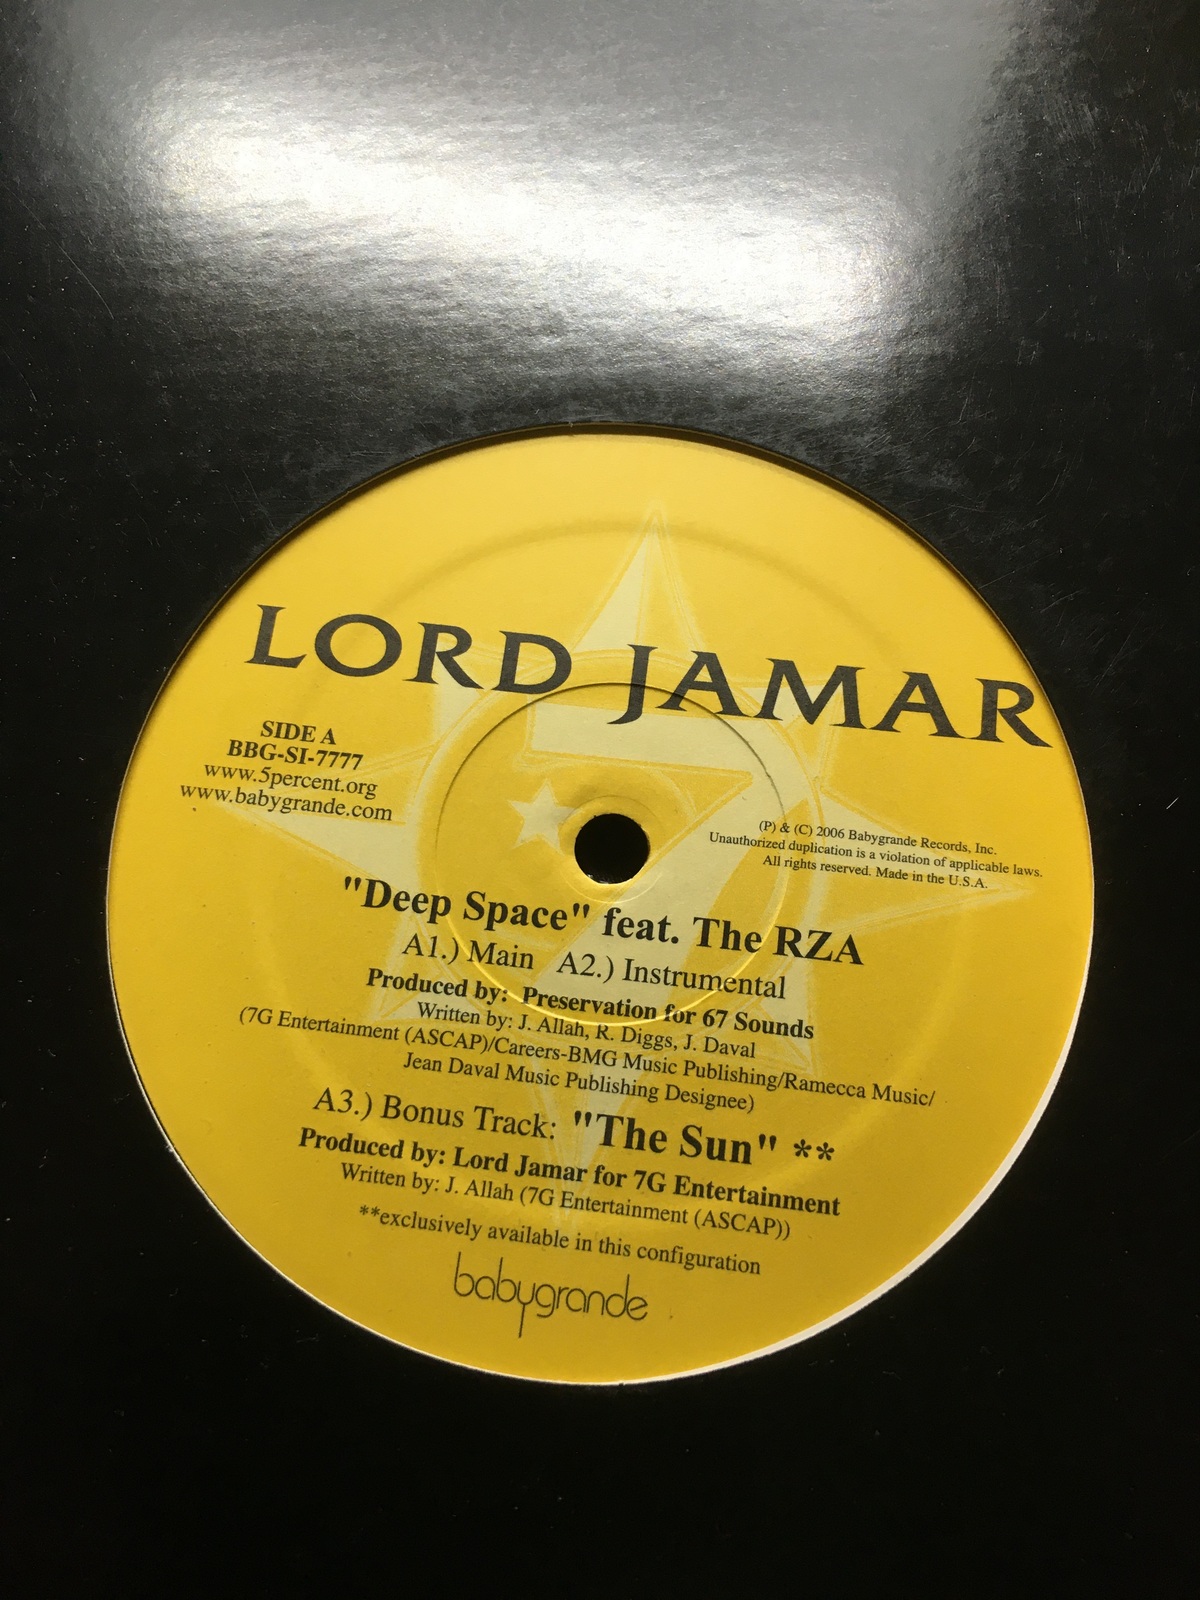 LORD JAMAR
SIDE A
BBG-SI-7777
www.5percent.org
www.babygrande.com
(P) & (C) 2006 Babygrande Records, Inc.
Unauthorized duplication is a violation of applicable laws.
All rights reserved. Made in the U.S.A.
7
"Deep Space" feat. The RZA
A1.) Main A2.) Instrumental
Produced by: Preservation for 67 Sounds
Written by: J. Allah, R. Diggs, J. Daval
(7G Entertainment (ASCAP)/Careers-BMG Music Publishing/Ramecca Music/
Jean Daval Music Publishing Designee)
A3.) Bonus Track: "The Sun" **
Produced by: Lord Jamar for 7G Entertainment
Written by: J. Allah (7G Entertainment (ASCAP))
**exclusively available in this configuration
babygrande